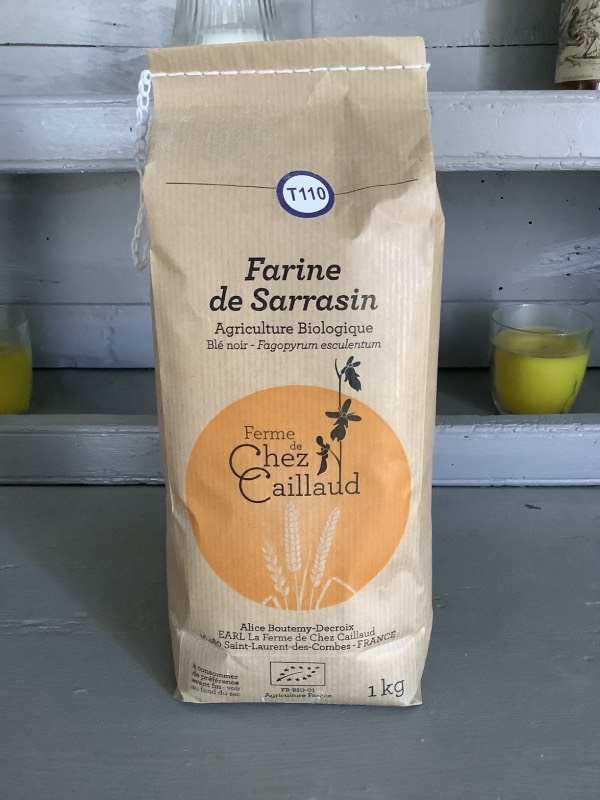 T110
Farine
de Sarrasin
Agriculture Biologique
Blé noir - Fagopyrum esculentum
Ferme
de
Chez
Caillaud
Alice Boutemy-Decroix
EARL La Ferme de Chez Caillaud
Saint-Laurent-des-Combes - FRANCE
à consommer
de préférence
avant fin : voir
au fond du sac
FR-BIO-01
Agriculture France
1 kg